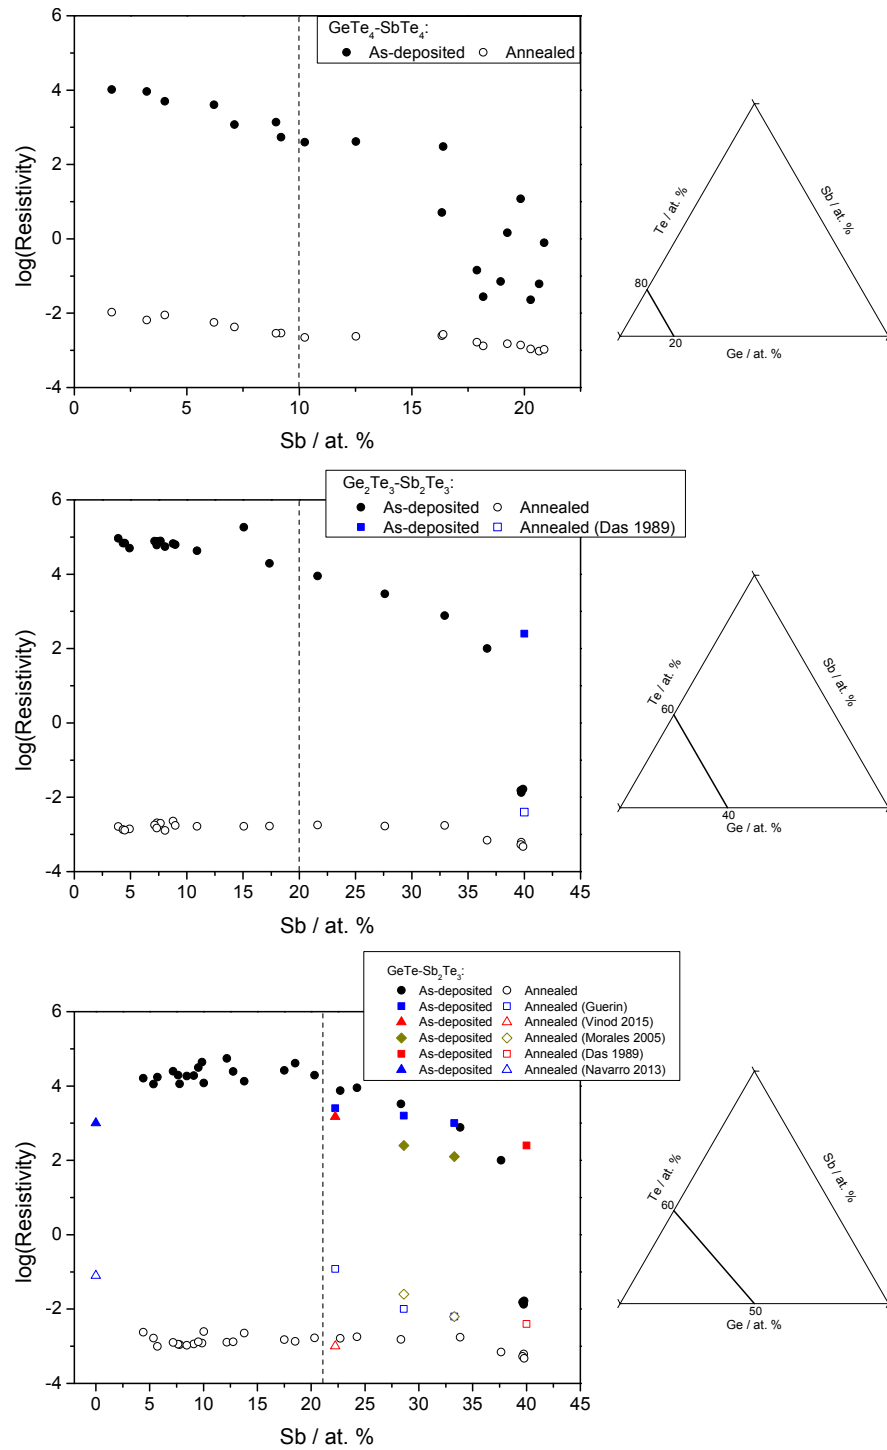 GeTe4-SbTe4:
As-deposited Annealed
6
4
2
0
-2
-4
log(Resistivity)
0 5 10 15 20
Sb / at. %
Te / at. %
Sb / at. %
80
20
Ge / at. %
Ge2Te3-Sb2Te3:
As-deposited Annealed
As-deposited Annealed (Das 1989)
6
4
2
0
-2
-4
log(Resistivity)
0 5 10 15 20 25 30 35 40 45
Sb / at. %
Te / at. %
Sb / at. %
60
40
Ge / at. %
GeTe-Sb2Te3:
As-deposited Annealed
As-deposited Annealed (Guerin)
As-deposited Annealed (Vinod 2015)
As-deposited Annealed (Morales 2005)
As-deposited Annealed (Das 1989)
As-deposited Annealed (Navarro 2013)
6
4
2
0
-2
-4
log(Resistivity)
0 5 10 15 20 25 30 35 40 45
Sb / at. %
Te / at. %
Sb / at. %
60
50
Ge / at. %